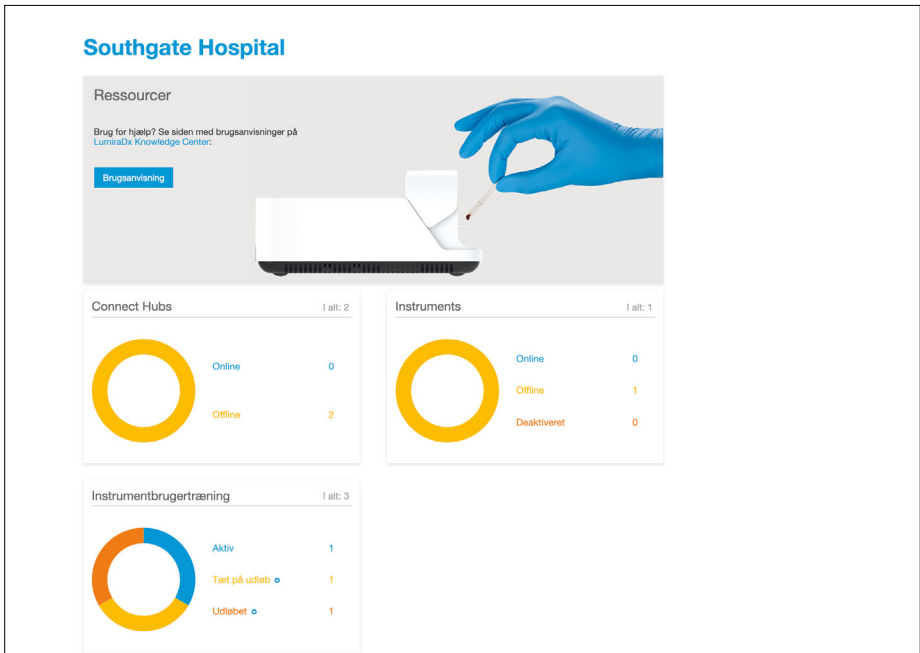 Southgate Hospital
Ressourcer
Brug for hjælp? Se siden med brugsanvisninger på
LumiraDx Knowledge Center:
Brugsanvisning
Connect Hubs I alt: 2
Online 0
Offline 2
Instruments I alt: 1
Online 0
Offline 1
Deaktiveret 0
Instrumentbrugertræning I alt: 3
Aktiv 1
Tæt på udløb 1
Udløbet 1